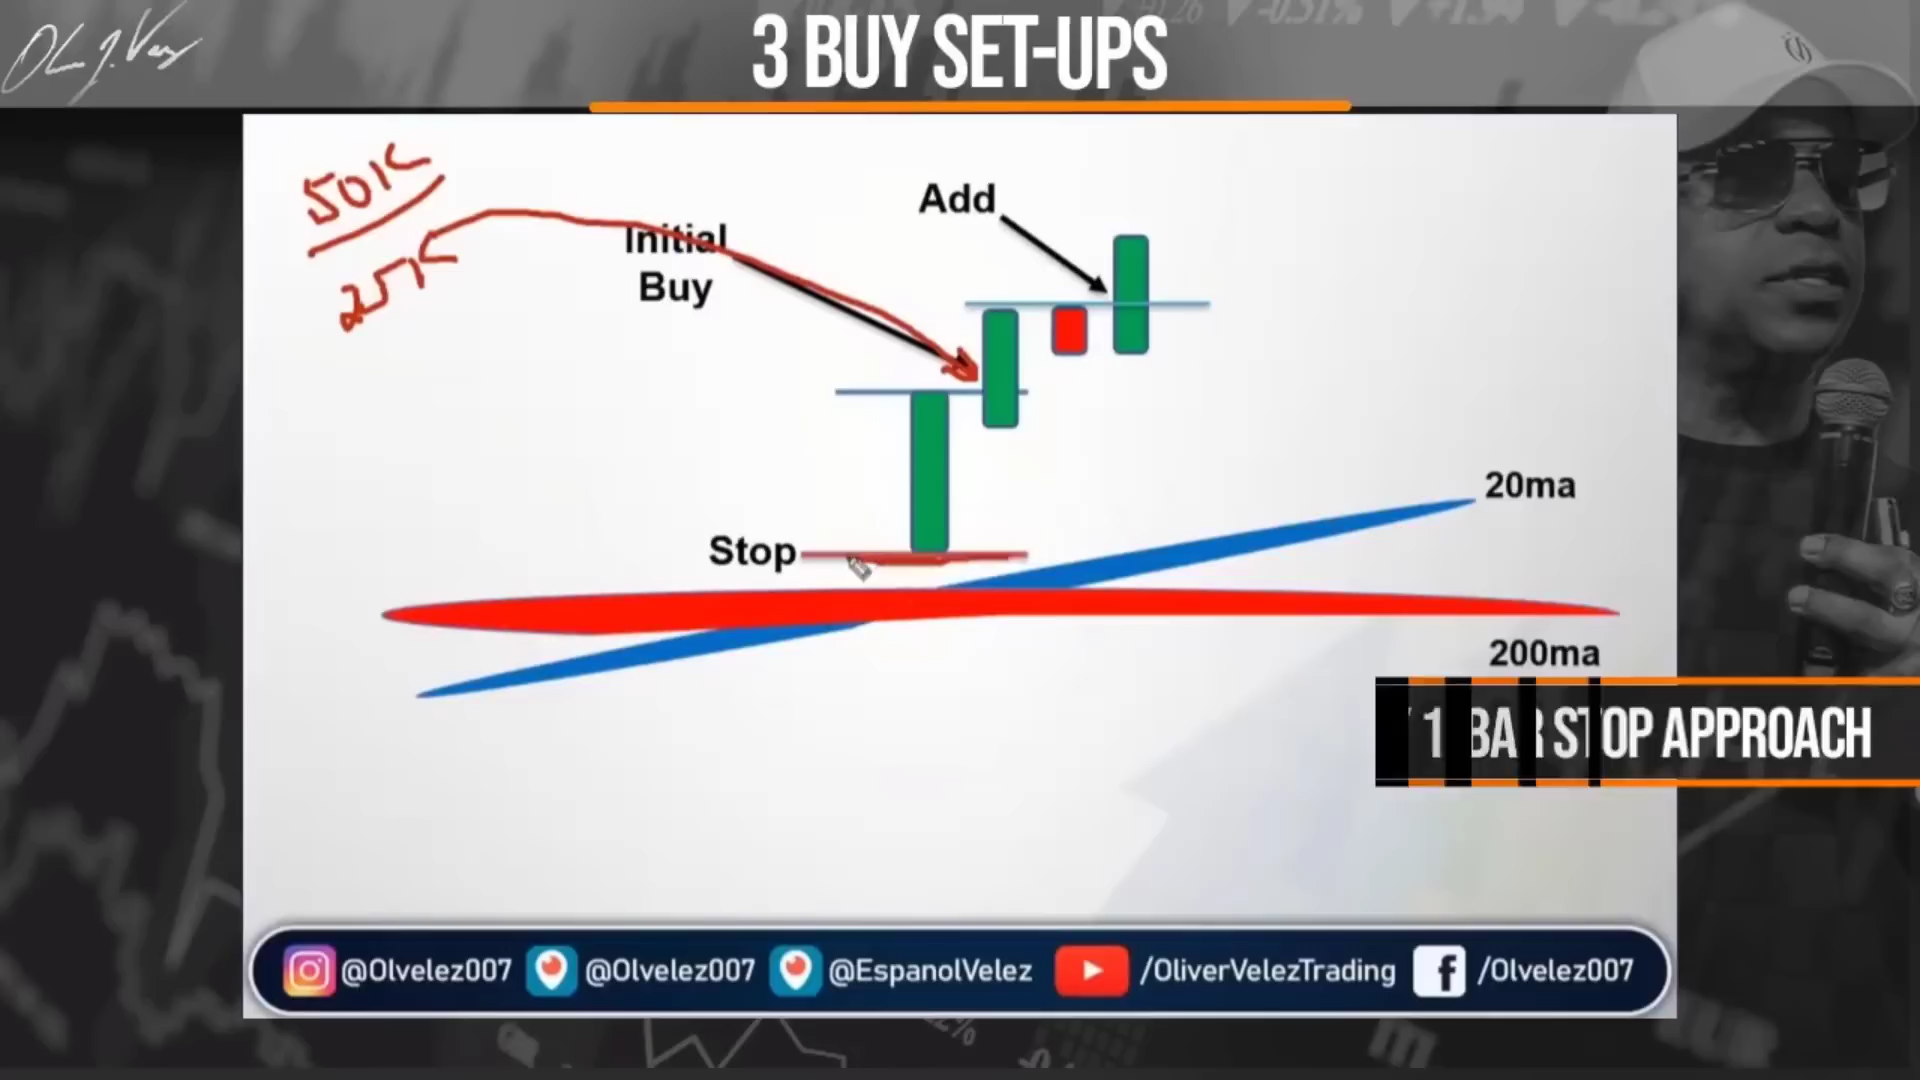 3 BUY SET-UPS
50K
25K
Initial
Buy
Add
Stop
20ma
200ma
1 BAR STOP APPROACH
@Olvelez007
@Olvelez007
@EspanolVelez
/OliverVelezTrading
/Olvelez007